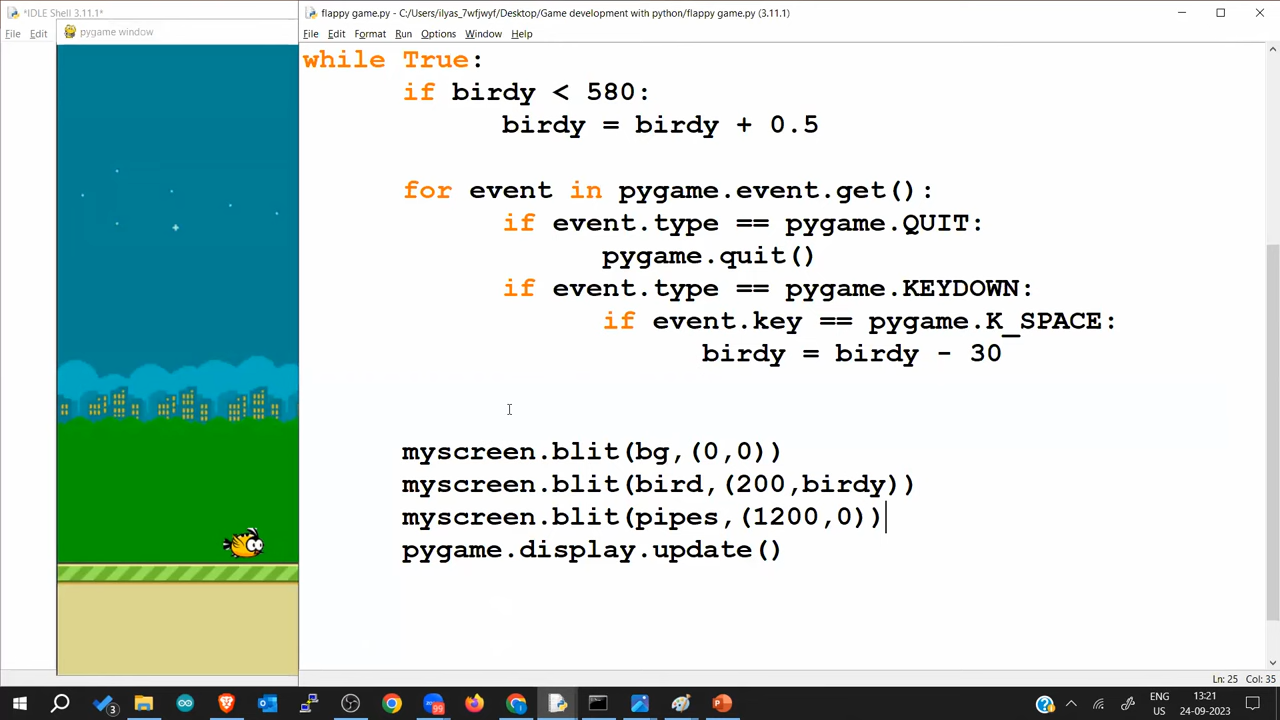 *IDLE Shell 3.11.1*
File Edit
pygame window
flappy game.py - C:/Users/ilyas_7wfjwjrf/Desktop/Game development with python/flappy game.py (3.11.1)
File Edit Format Run Options Window Help
while True:
if birdy < 580:
birdy = birdy + 0.5
for event in pygame.event.get():
if event.type == pygame.QUIT:
pygame.quit()
if event.type == pygame.KEYDOWN:
if event.key == pygame.K_SPACE:
birdy = birdy - 30
myscreen.blit(bg,(0,0))
myscreen.blit(bird,(200,birdy))
myscreen.blit(pipes,(1200,0))
pygame.display.update()
Ln: 25 Col: 35
3
99
ENG
US
13:21
24-09-2023